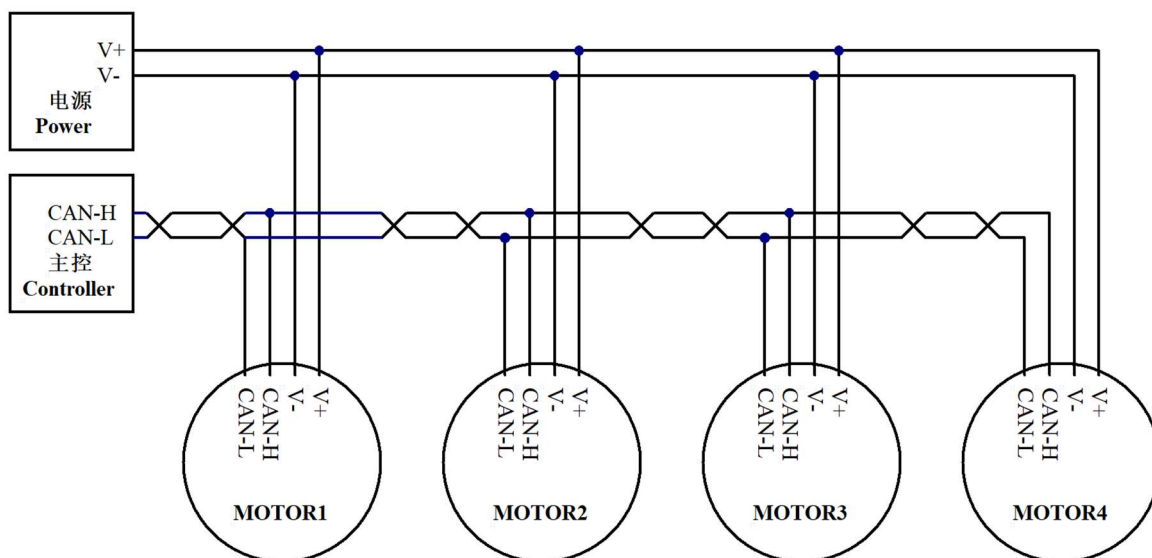 V+
V-
电源
Power
CAN-H
CAN-L
主控
Controller
CAN-L
CAN-H
V-
V+
MOTOR1
CAN-L
CAN-H
V-
V+
MOTOR2
CAN-L
CAN-H
V-
V+
MOTOR3
CAN-L
CAN-H
V-
V+
MOTOR4